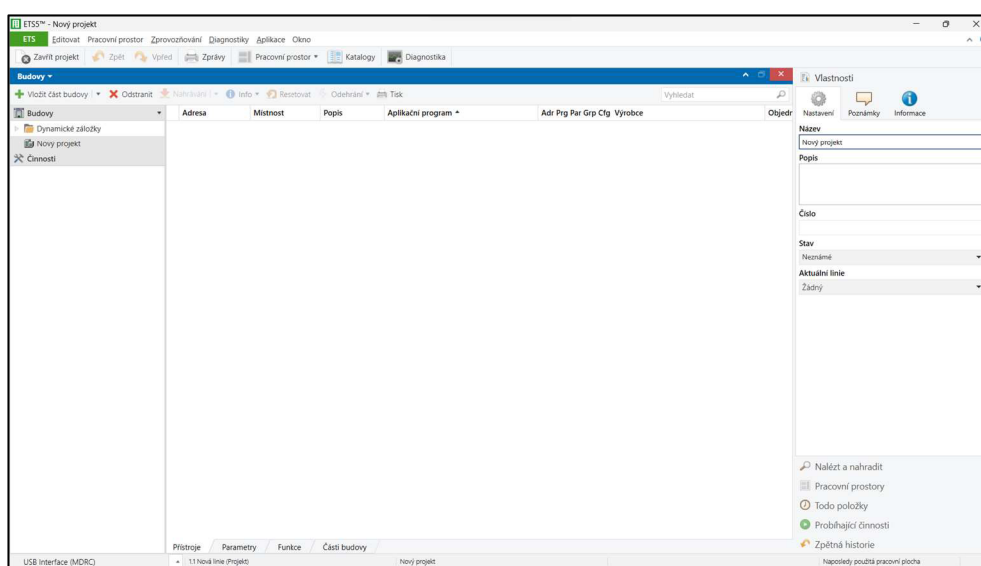 ETS5™ - Nový projekt
ETS Editovat Pracovní prostor Zprovozňování Diagnostiky Aplikace Okno
Zavřít projekt Zpět Vpřed Zprávy Pracovní prostor Katalogy Diagnostika
Budovy
Vložit část budovy Odstranit Nahrávání Info Resetovat Odehrání Tisk Vyhledat
Budovy
Dynamické záložky
Nový projekt
Činnosti
Adresa Místnost Popis Aplikační program Adr Prg Par Grp Cfg Výrobce Objedr
Přístroje Parametry Funkce Části budovy
Vlastnosti
Nastavení Poznámky Informace
Název
Nový projekt
Popis
Číslo
Stav
Neznámé
Aktuální linie
Žádný
Nalézt a nahradit
Pracovní prostory
Todo položky
Probíhající činnosti
Zpětná historie
USB Interface (MDRC) 1.1 Nová linie (Projekt) Nový projekt Naposledy použitá pracovní plocha